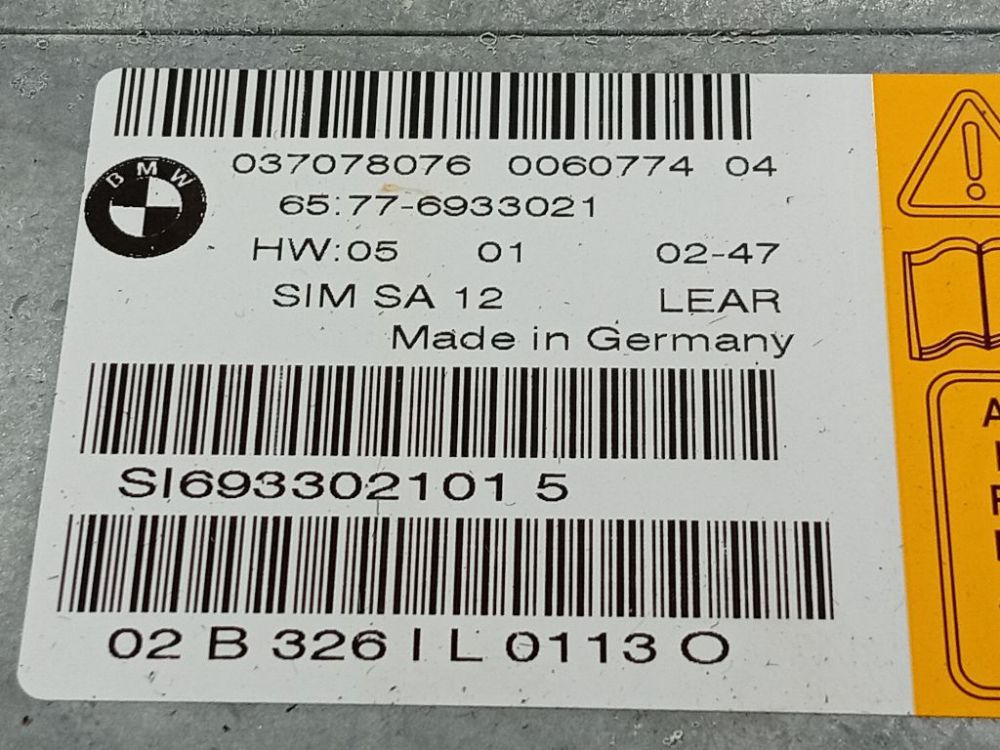 037078076 0060774 04
BMW
65:77-6933021
HW:05 01 02-47
SIM SA 12 LEAR
Made in Germany
SI693302101 5
02 B 326 I L 0113 O